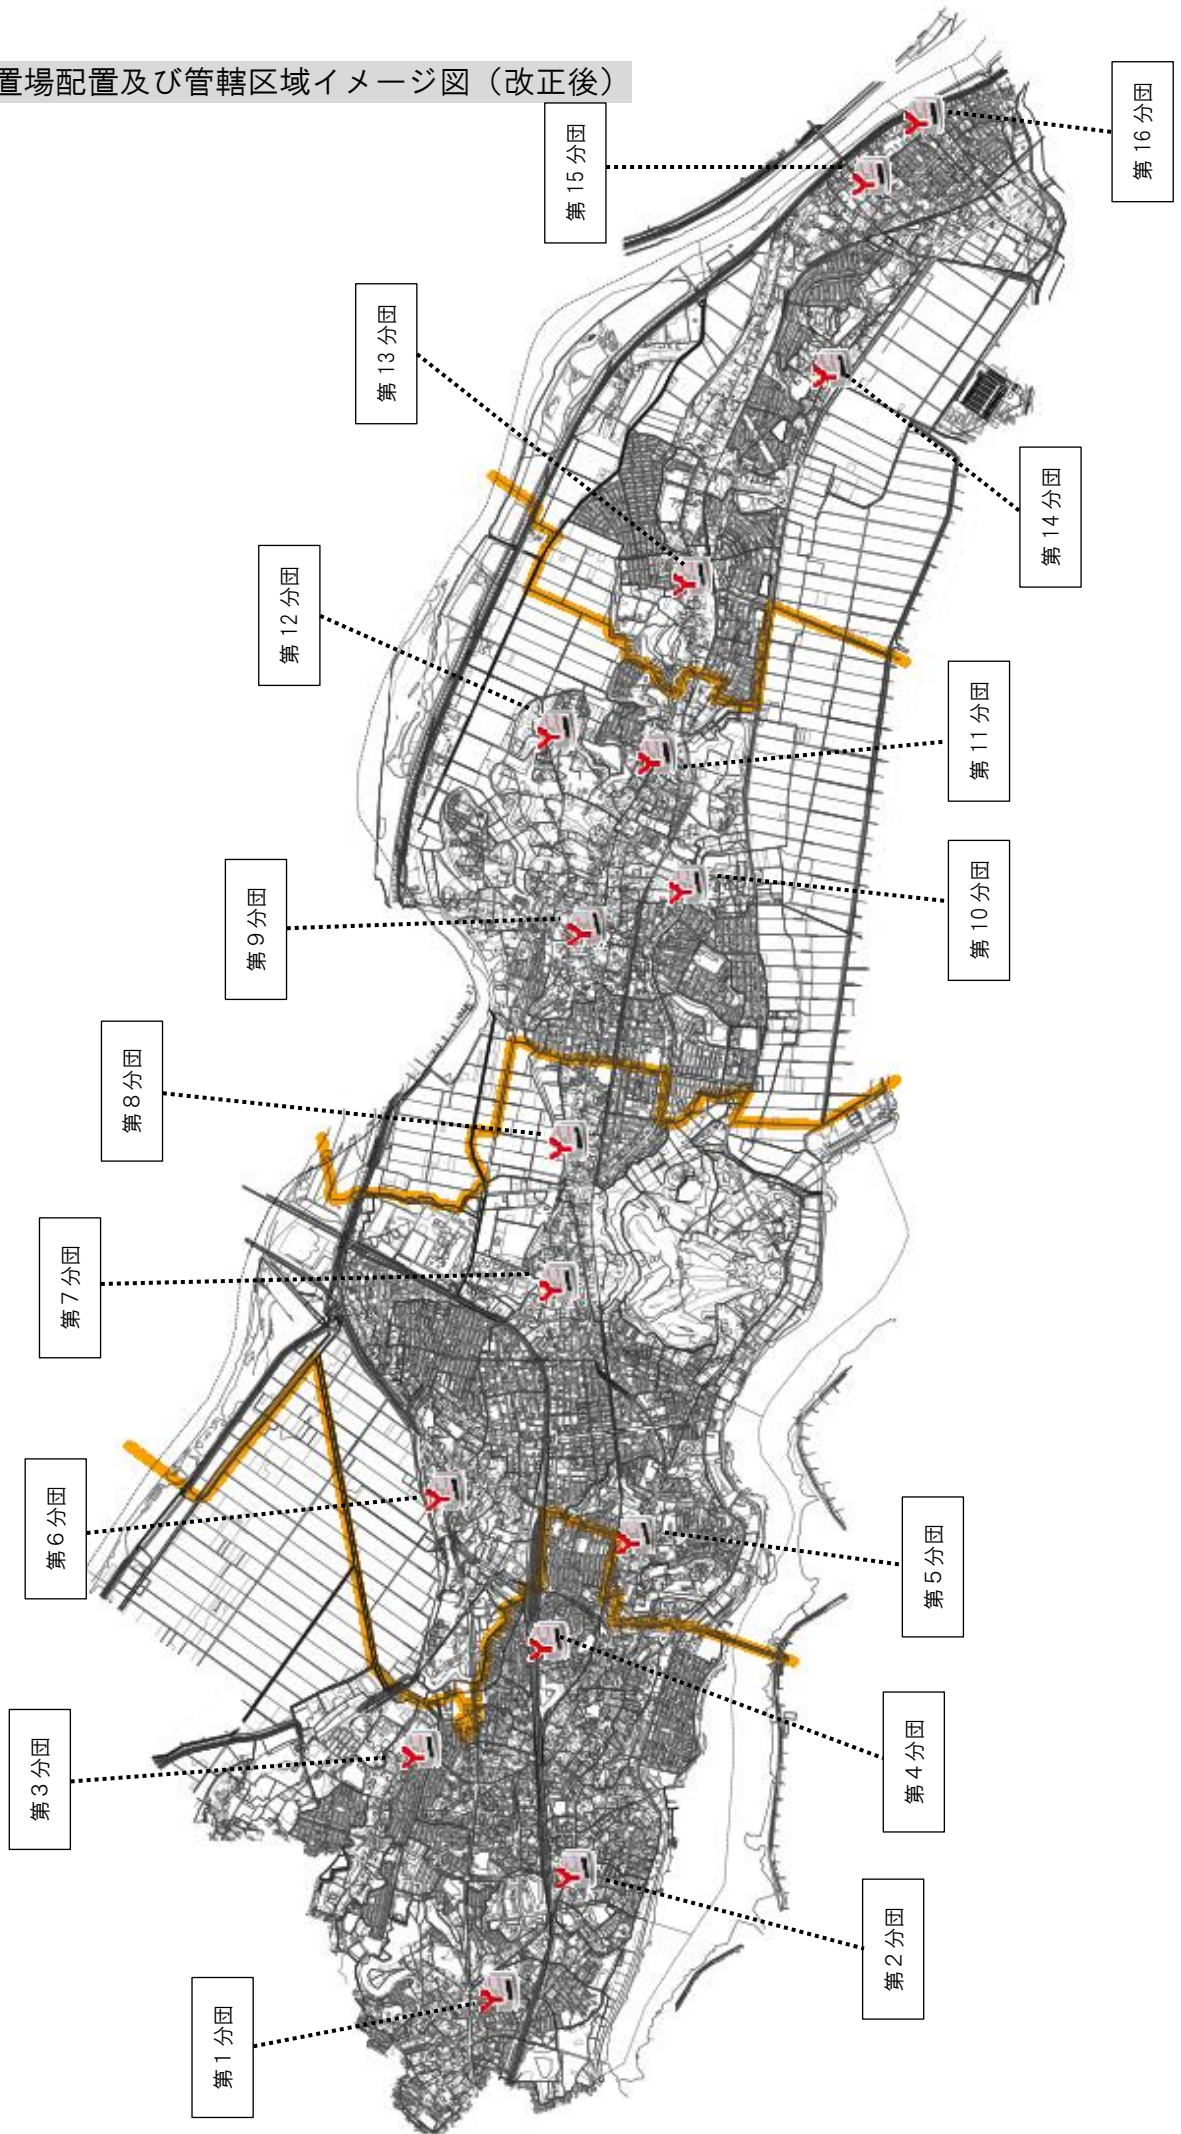 置場配置及び管轄区域イメージ図（改正後）
第16分団
第15分団
第13分団
第14分団
第12分団
第11分団
第10分団
第9分団
第8分団
第7分団
第6分団
第5分団
第4分団
第3分団
第2分団
第1分団